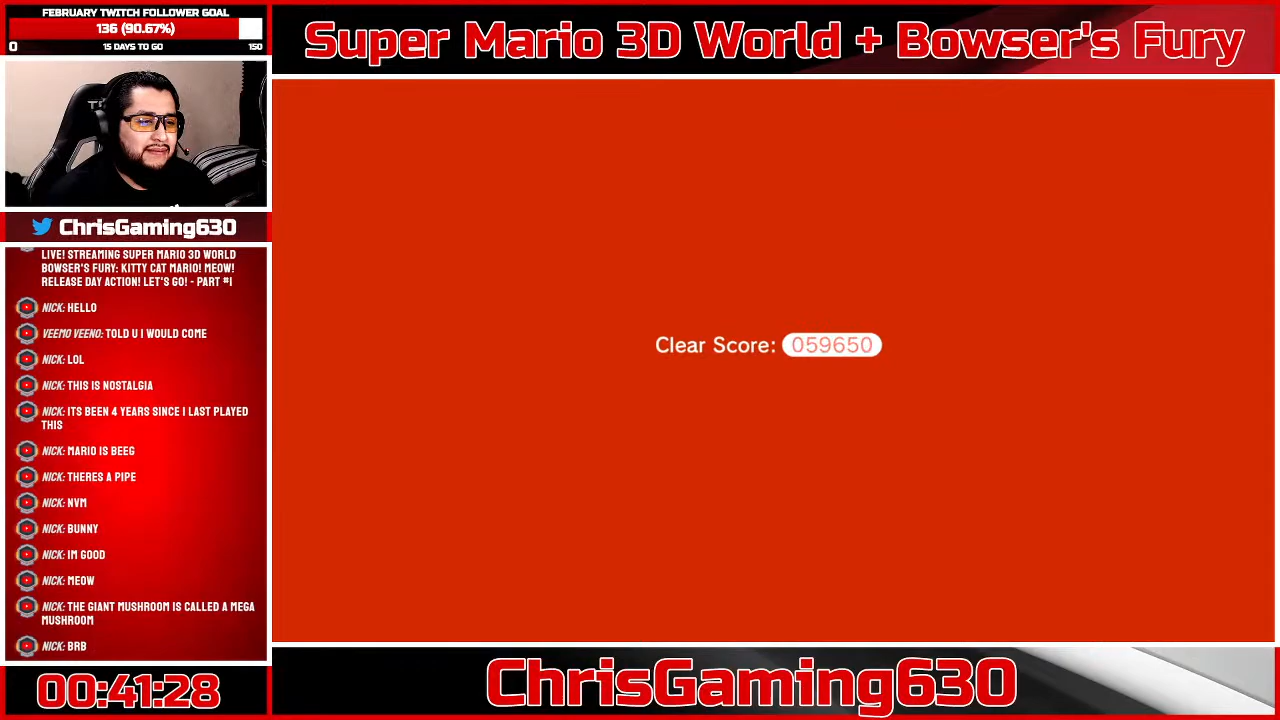 FEBRUARY TWITCH FOLLOWER GOAL
136 (90.67%)
0 15 DAYS TO GO 150
Super Mario 3D World + Bowser's Fury
ChrisGaming630
LIVE! STREAMING SUPER MARIO 3D WORLD
BOWSER'S FURY: KITTY CAT MARIO! MEOW!
RELEASE DAY ACTION! LET'S GO! - PART #1
NICK: HELLO
VEEMO VEENO: TOLD U I WOULD COME
NICK: LOL
NICK: THIS IS NOSTALGIA
NICK: ITS BEEN 4 YEARS SINCE I LAST PLAYED
THIS
NICK: MARIO IS BEEG
NICK: THERES A PIPE
NICK: NVM
NICK: BUNNY
NICK: IM GOOD
NICK: MEOW
NICK: THE GIANT MUSHROOM IS CALLED A MEGA
MUSHROOM
NICK: BRB
Clear Score: 059650
00:41:28
ChrisGaming630